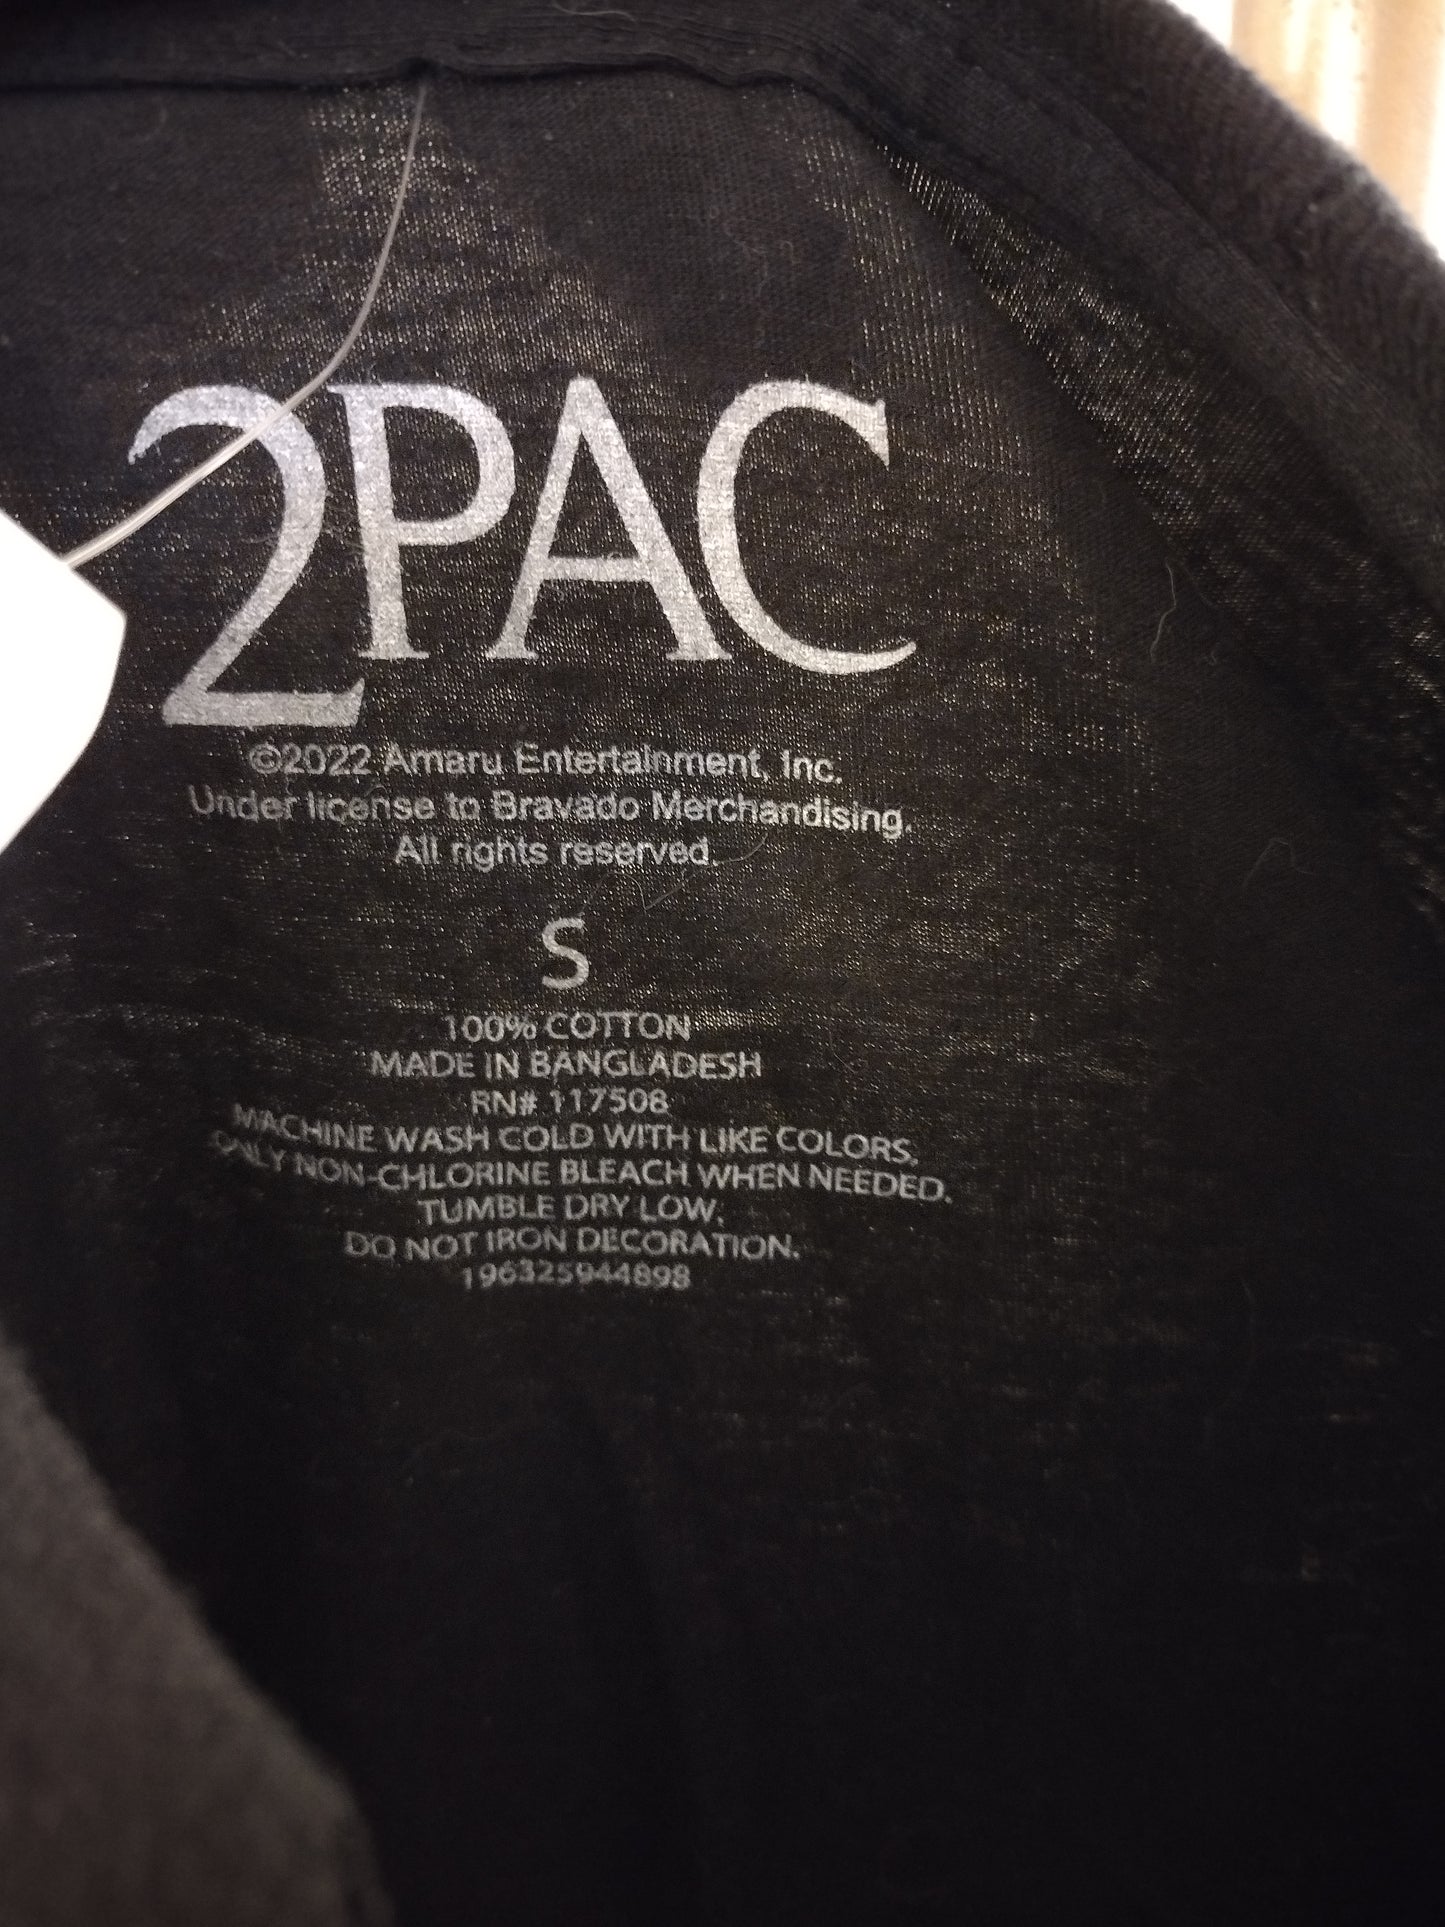 2PAC
©2022 Amaru Entertainment, Inc.
Under license to Bravado Merchandising.
All rights reserved.
S
100% COTTON
MADE IN BANGLADESH
RN# 117508
MACHINE WASH COLD WITH LIKE COLORS.
ONLY NON-CHLORINE BLEACH WHEN NEEDED.
TUMBLE DRY LOW.
DO NOT IRON DECORATION.
196325944898